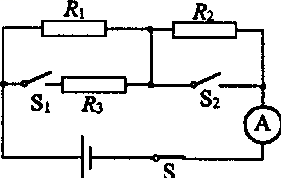 R₁ R₂
S₁ R₃ S₂
A
S